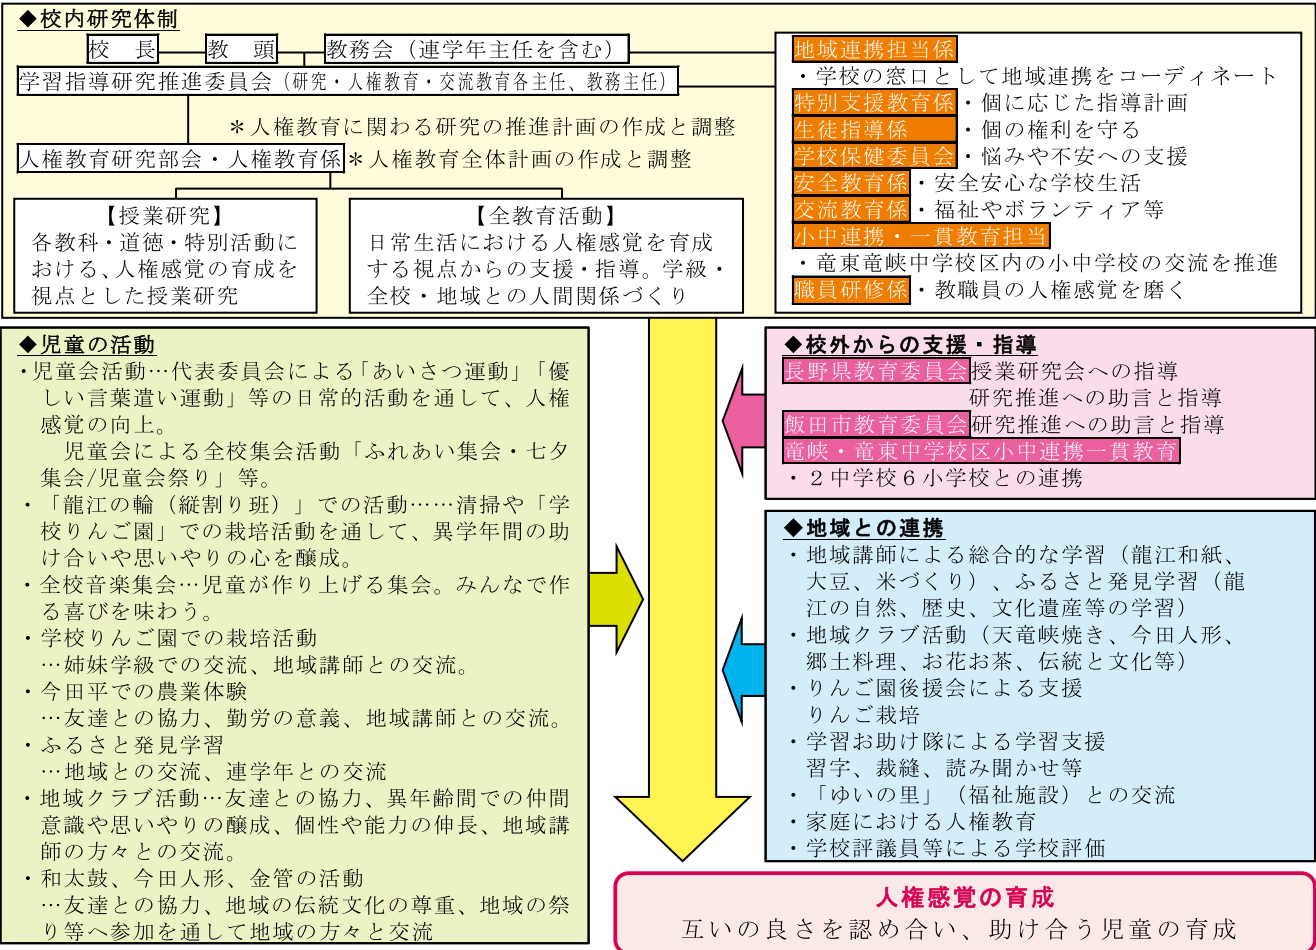 ◆校内研究体制
校　長　教　頭　教務会（連学年主任を含む）
学習指導研究推進委員会（研究・人権教育・交流教育各主任、教務主任）
＊人権教育に関わる研究の推進計画の作成と調整
人権教育研究部会・人権教育係＊人権教育全体計画の作成と調整
【授業研究】
各教科・道徳・特別活動に
おける、人権感覚の育成を
視点とした授業研究
【全教育活動】
日常生活における人権感覚を育成
する視点からの支援・指導。学級・
全校・地域との人間関係づくり
地域連携担当係
・学校の窓口として地域連携をコーディネート
特別支援教育係・個に応じた指導計画
生徒指導係　　・個の権利を守る
学校保健委員会・悩みや不安への支援
安全教育係・安全安心な学校生活
交流教育係・福祉やボランティア等
小中連携・一貫教育担当
・竜東竜峡中学校区内の小中学校の交流を推進
職員研修係・教職員の人権感覚を磨く
◆児童の活動
・児童会活動…代表委員会による「あいさつ運動」「優
しい言葉遣い運動」等の日常的活動を通して、人権
感覚の向上。
児童会による全校集会活動「ふれあい集会・七夕
集会/児童会祭り」等。
・「龍江の輪（縦割り班）」での活動……清掃や「学
校りんご園」での栽培活動を通して、異学年間の助
け合いや思いやりの心を醸成。
・全校音楽集会…児童が作り上げる集会。みんなで作
る喜びを味わう。
・学校りんご園での栽培活動
…姉妹学級での交流、地域講師との交流。
・今田平での農業体験
…友達との協力、勤労の意義、地域講師との交流。
・ふるさと発見学習
…地域との交流、連学年との交流
・地域クラブ活動…友達との協力、異年齢間での仲間
意識や思いやりの醸成、個性や能力の伸長、地域講
師の方々との交流。
・和太鼓、今田人形、金管の活動
…友達との協力、地域の伝統文化の尊重、地域の祭
り等へ参加を通して地域の方々と交流
◆校外からの支援・指導
長野県教育委員会授業研究会への指導
研究推進への助言と指導
飯田市教育委員会研究推進への助言と指導
竜峡・竜東中学校区小中連携一貫教育
・２中学校６小学校との連携
◆地域との連携
・地域講師による総合的な学習（龍江和紙、
大豆、米づくり）、ふるさと発見学習（龍
江の自然、歴史、文化遺産等の学習）
・地域クラブ活動（天竜峡焼き、今田人形、
郷土料理、お花お茶、伝統と文化等）
・りんご園後援会による支援
りんご栽培
・学習お助け隊による学習支援
習字、裁縫、読み聞かせ等
・「ゆいの里」（福祉施設）との交流
・家庭における人権教育
・学校評議員等による学校評価
人権感覚の育成
互いの良さを認め合い、助け合う児童の育成